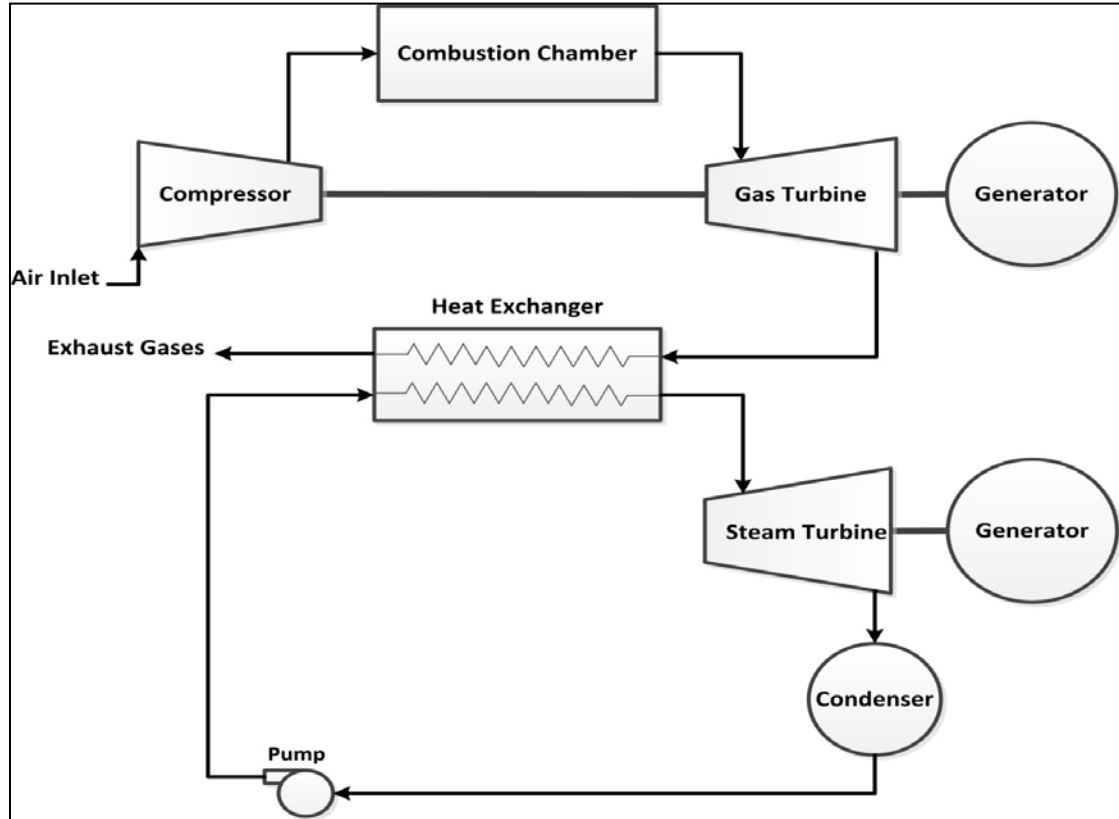 Combustion Chamber
Compressor
Gas Turbine
Generator
Air Inlet
Heat Exchanger
Exhaust Gases
Steam Turbine
Generator
Condenser
Pump